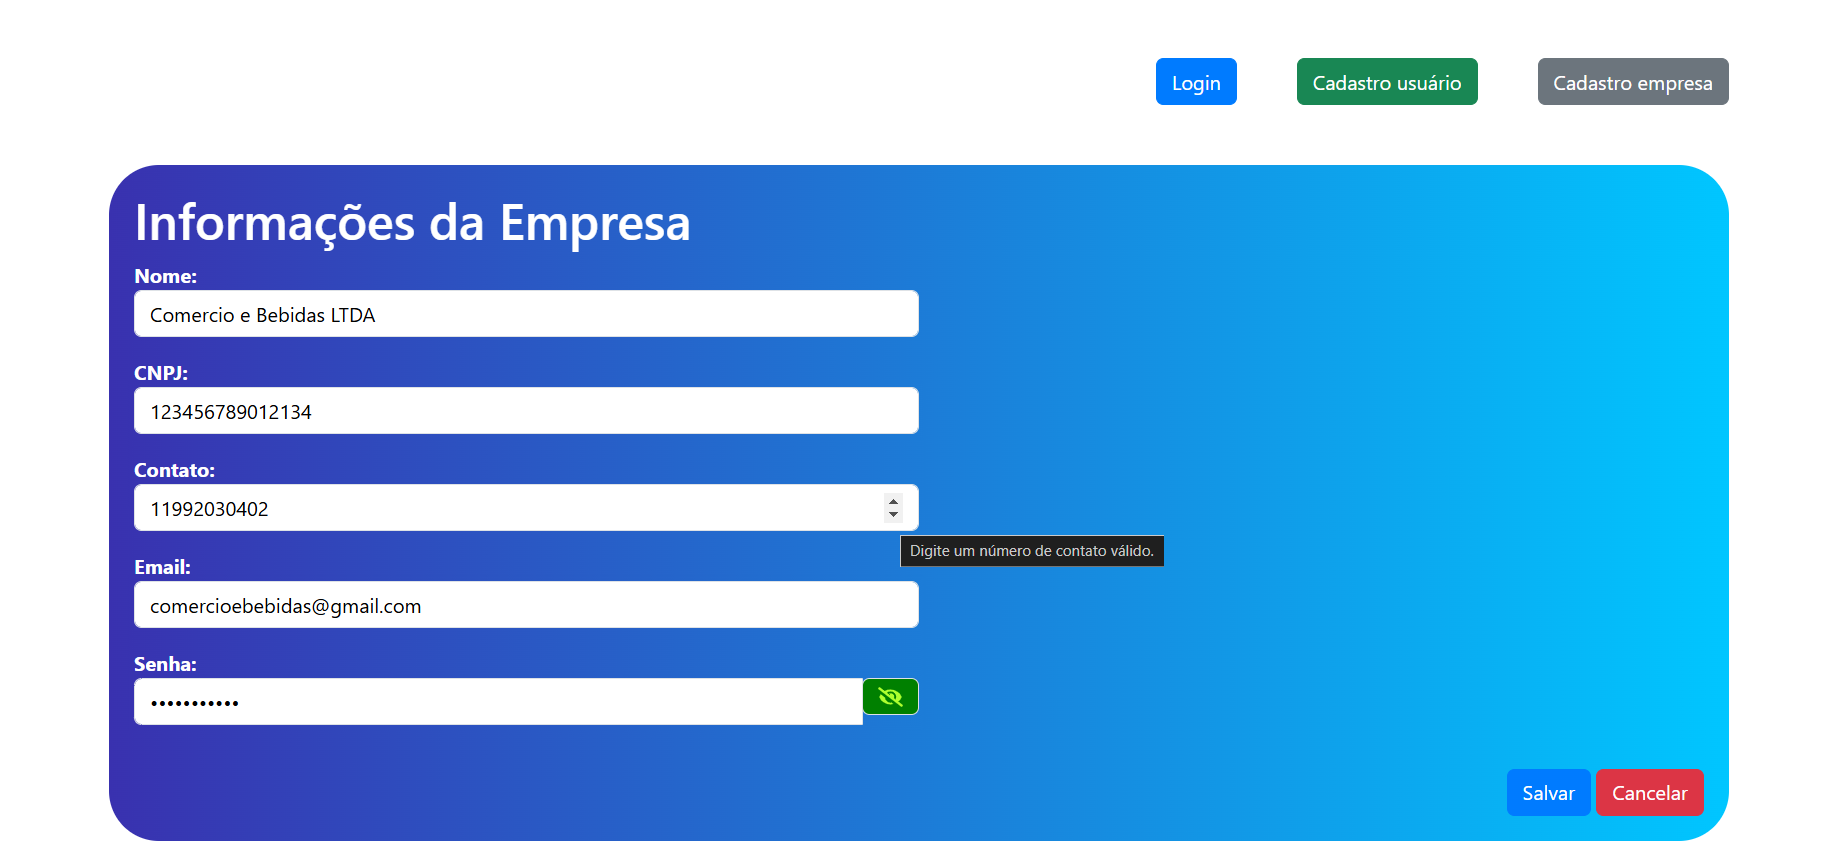 Login
Cadastro usuário
Cadastro empresa
Informações da Empresa
Nome:
Comercio e Bebidas LTDA
CNPJ:
123456789012134
Contato:
11992030402
Digite um número de contato válido.
Email:
comercioebebidas@gmail.com
Senha:
•••••••••••
Salvar
Cancelar